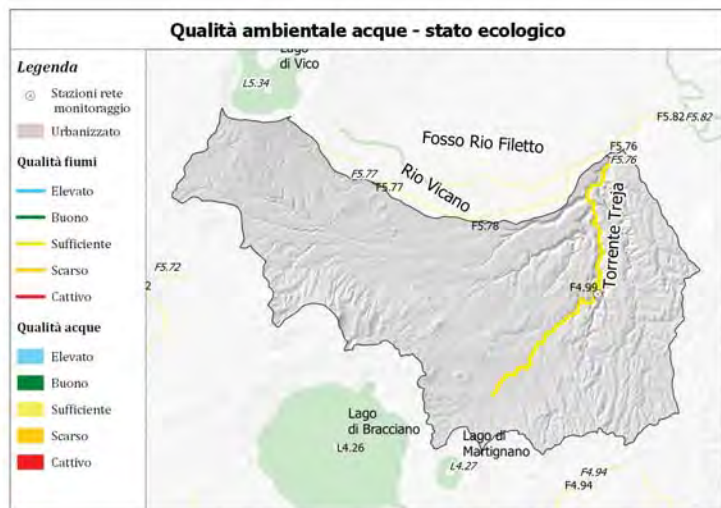 Qualità ambientale acque - stato ecologico
Legenda
Stazioni rete
monitoraggio
Urbanizzato
Qualità fiumi
Elevato
Buono
Sufficiente
Scarso
Cattivo
Qualità acque
Elevato
Buono
Sufficiente
Scarso
Cattivo
Lago
di Vico
L5.34
Fosso Rio Filetto
F5.82
F5.82
F5.76
F5.76
Rio Vicano
F5.77
F5.77
F5.78
Torrente Treja
F4.99
2
F5.72
Lago
di Bracciano
L4.26
Lago di
Martignano
L4.27
F4.94
F4.94